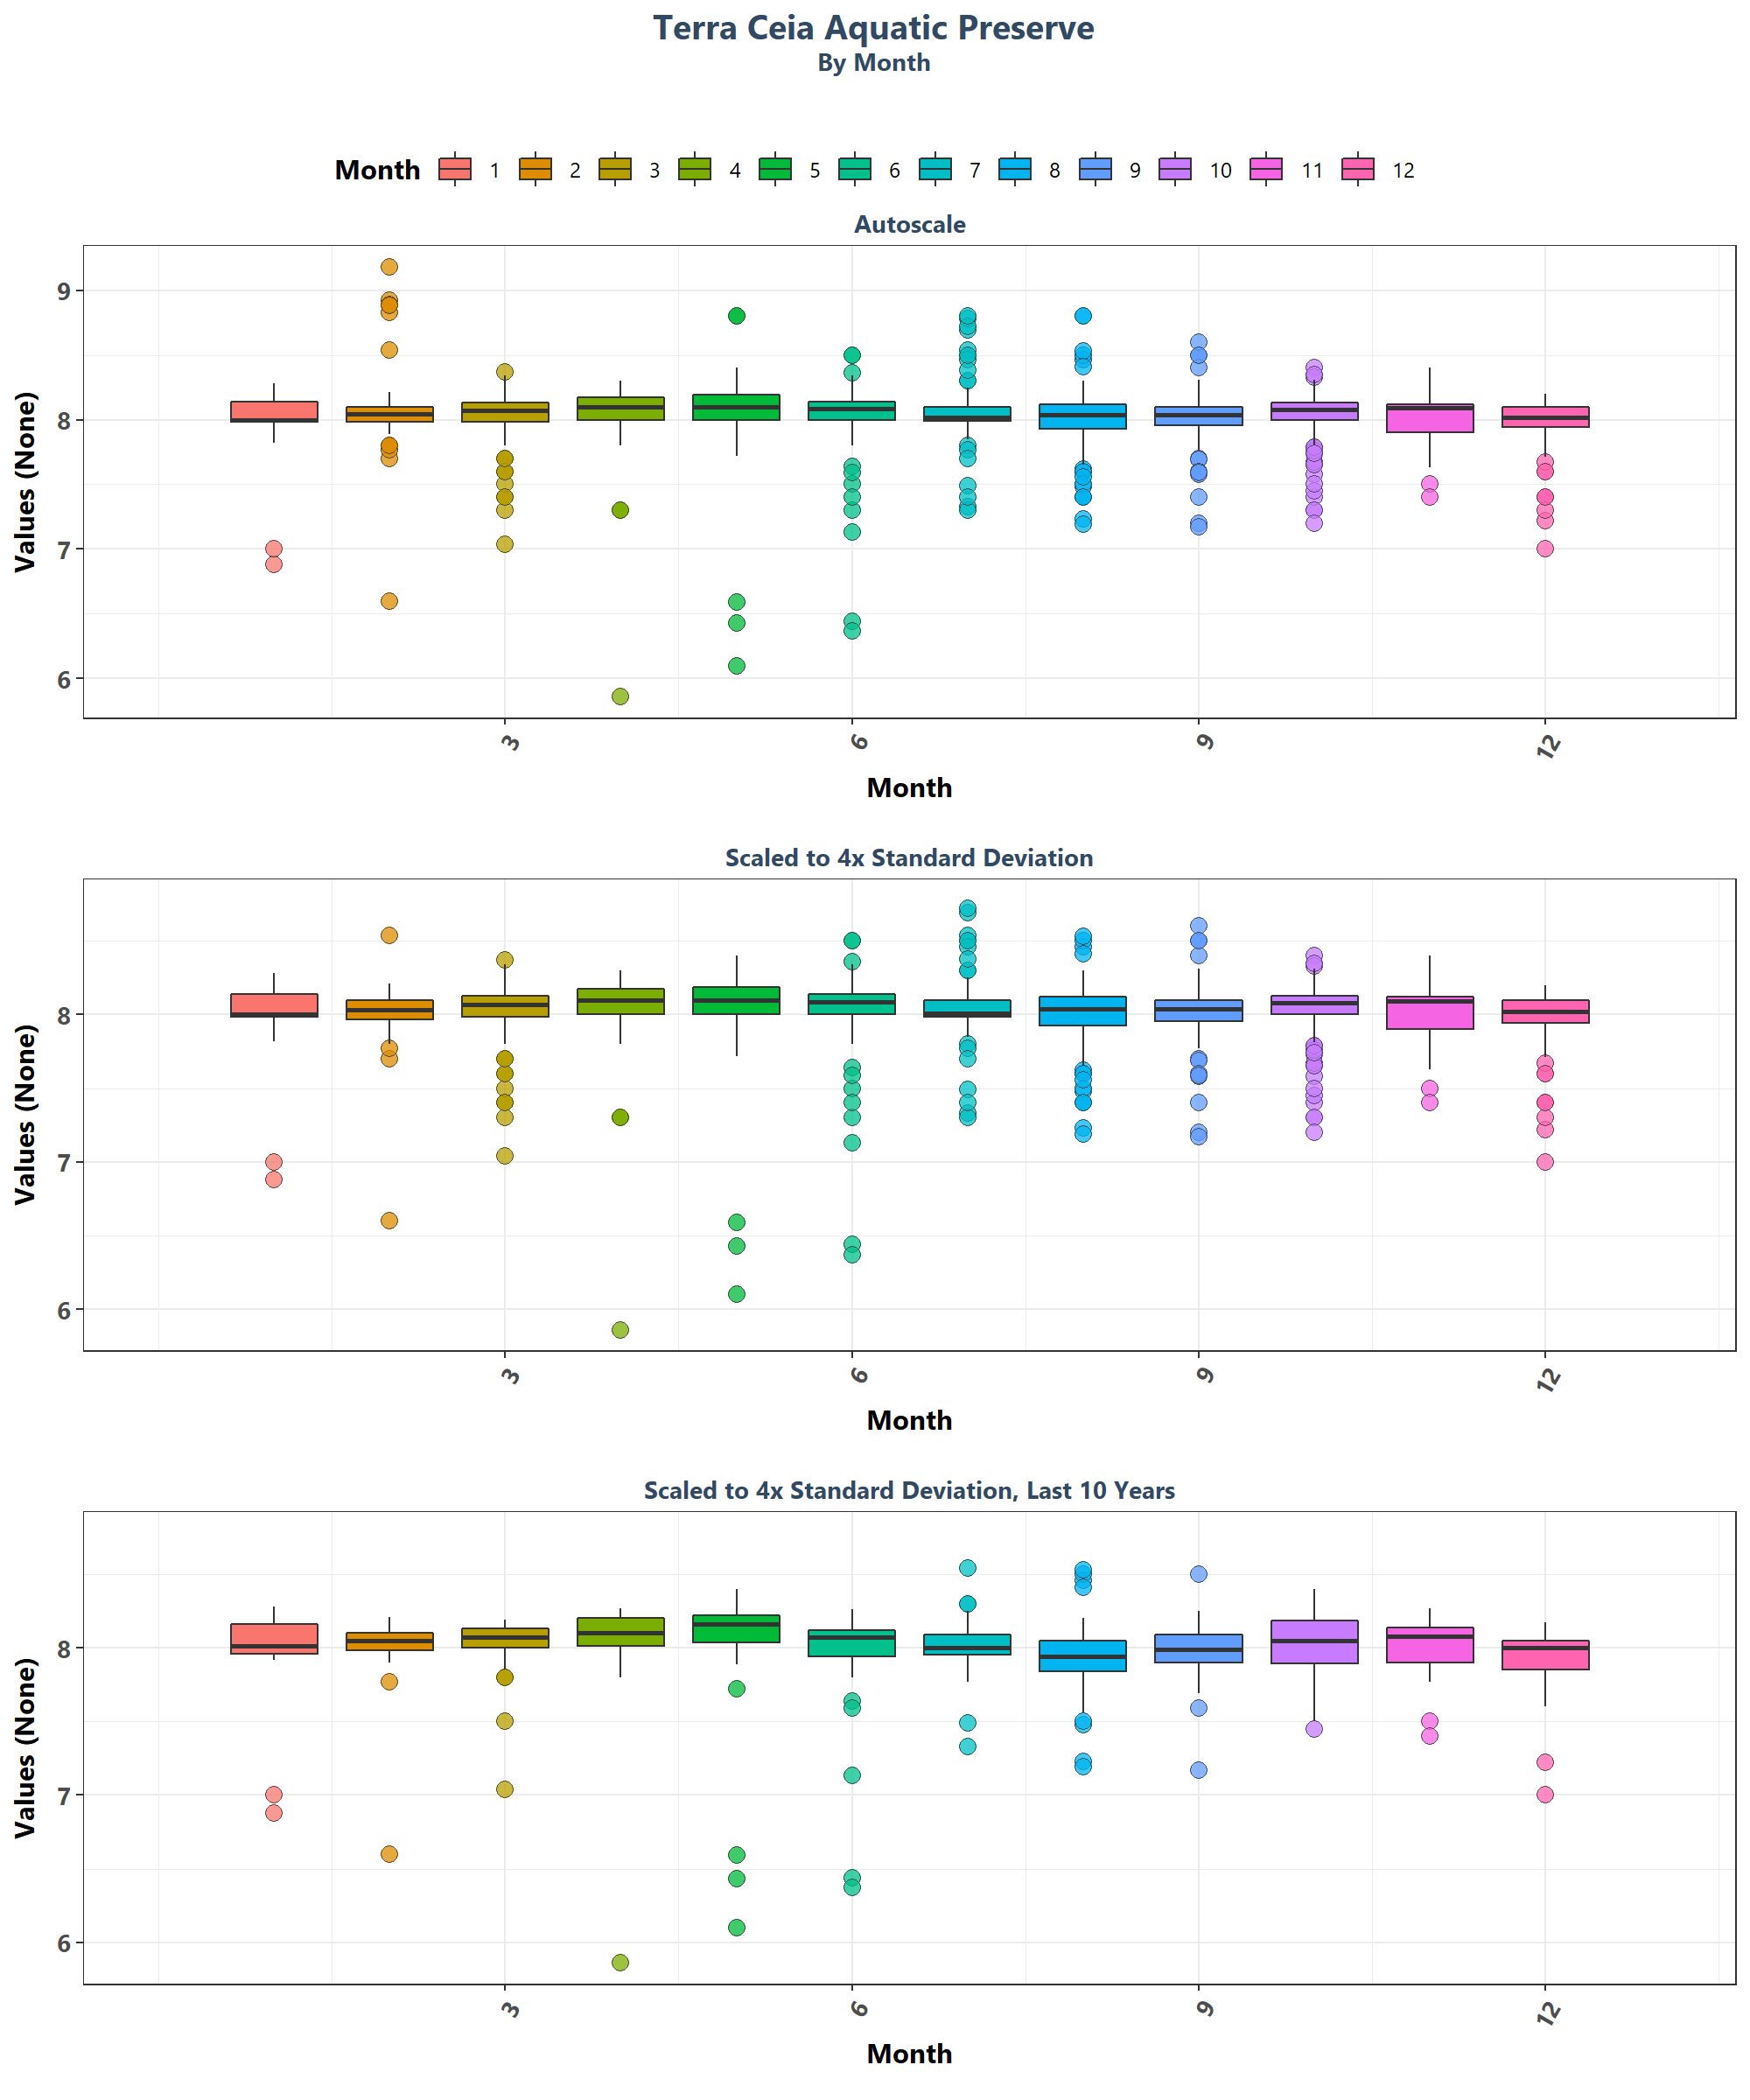 Terra Ceia Aquatic Preserve
By Month
Month 1 2 3 4 5 6 7 8 9 10 11 12
Autoscale
Values (None)
9
8
7
6
3 6 9 12
Month
Scaled to 4x Standard Deviation
Values (None)
8
7
6
3 6 9 12
Month
Scaled to 4x Standard Deviation, Last 10 Years
Values (None)
8
7
6
3 6 9 12
Month